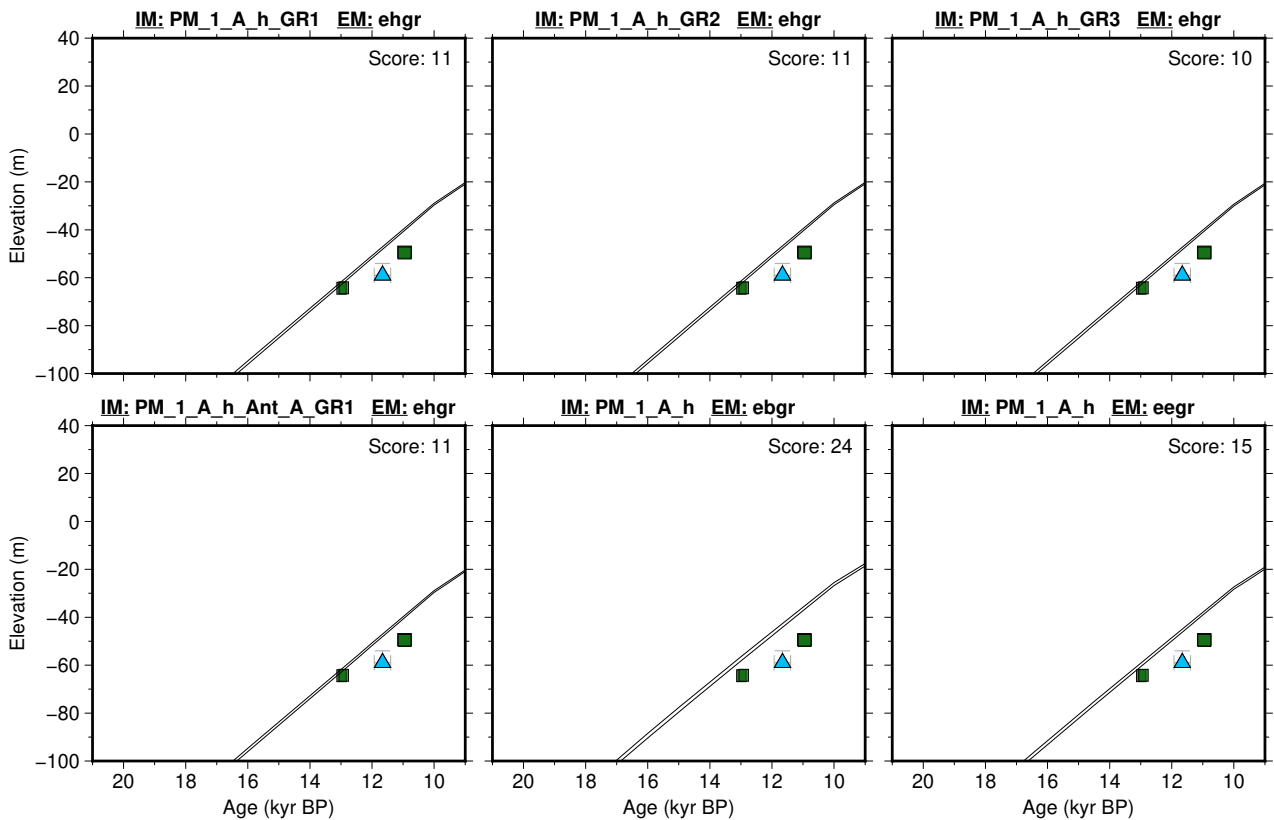 IM: PM_1_A_h_GR1 EM: ehgr
IM: PM_1_A_h_GR2 EM: ehgr
IM: PM_1_A_h_GR3 EM: ehgr
40
20
0
−20
−40
−60
−80
−100
Elevation (m)
Score: 11
Score: 11
Score: 10
IM: PM_1_A_h_Ant_A_GR1 EM: ehgr
IM: PM_1_A_h EM: ebgr
IM: PM_1_A_h EM: eegr
40
20
0
−20
−40
−60
−80
−100
Elevation (m)
Score: 11
Score: 24
Score: 15
20 18 16 14 12 10
20 18 16 14 12 10
20 18 16 14 12 10
Age (kyr BP)
Age (kyr BP)
Age (kyr BP)